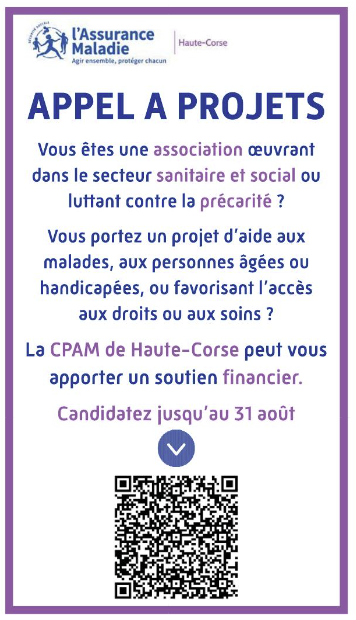 l'Assurance
Maladie
Agir ensemble, protéger chacun
Haute-Corse
APPEL A PROJETS
Vous êtes une association œuvrant
dans le secteur sanitaire et social ou
luttant contre la précarité ?
Vous portez un projet d'aide aux
malades, aux personnes âgées ou
handicapées, ou favorisant l'accès
aux droits ou aux soins ?
La CPAM de Haute-Corse peut vous
apporter un soutien financier.
Candidatez jusqu'au 31 août